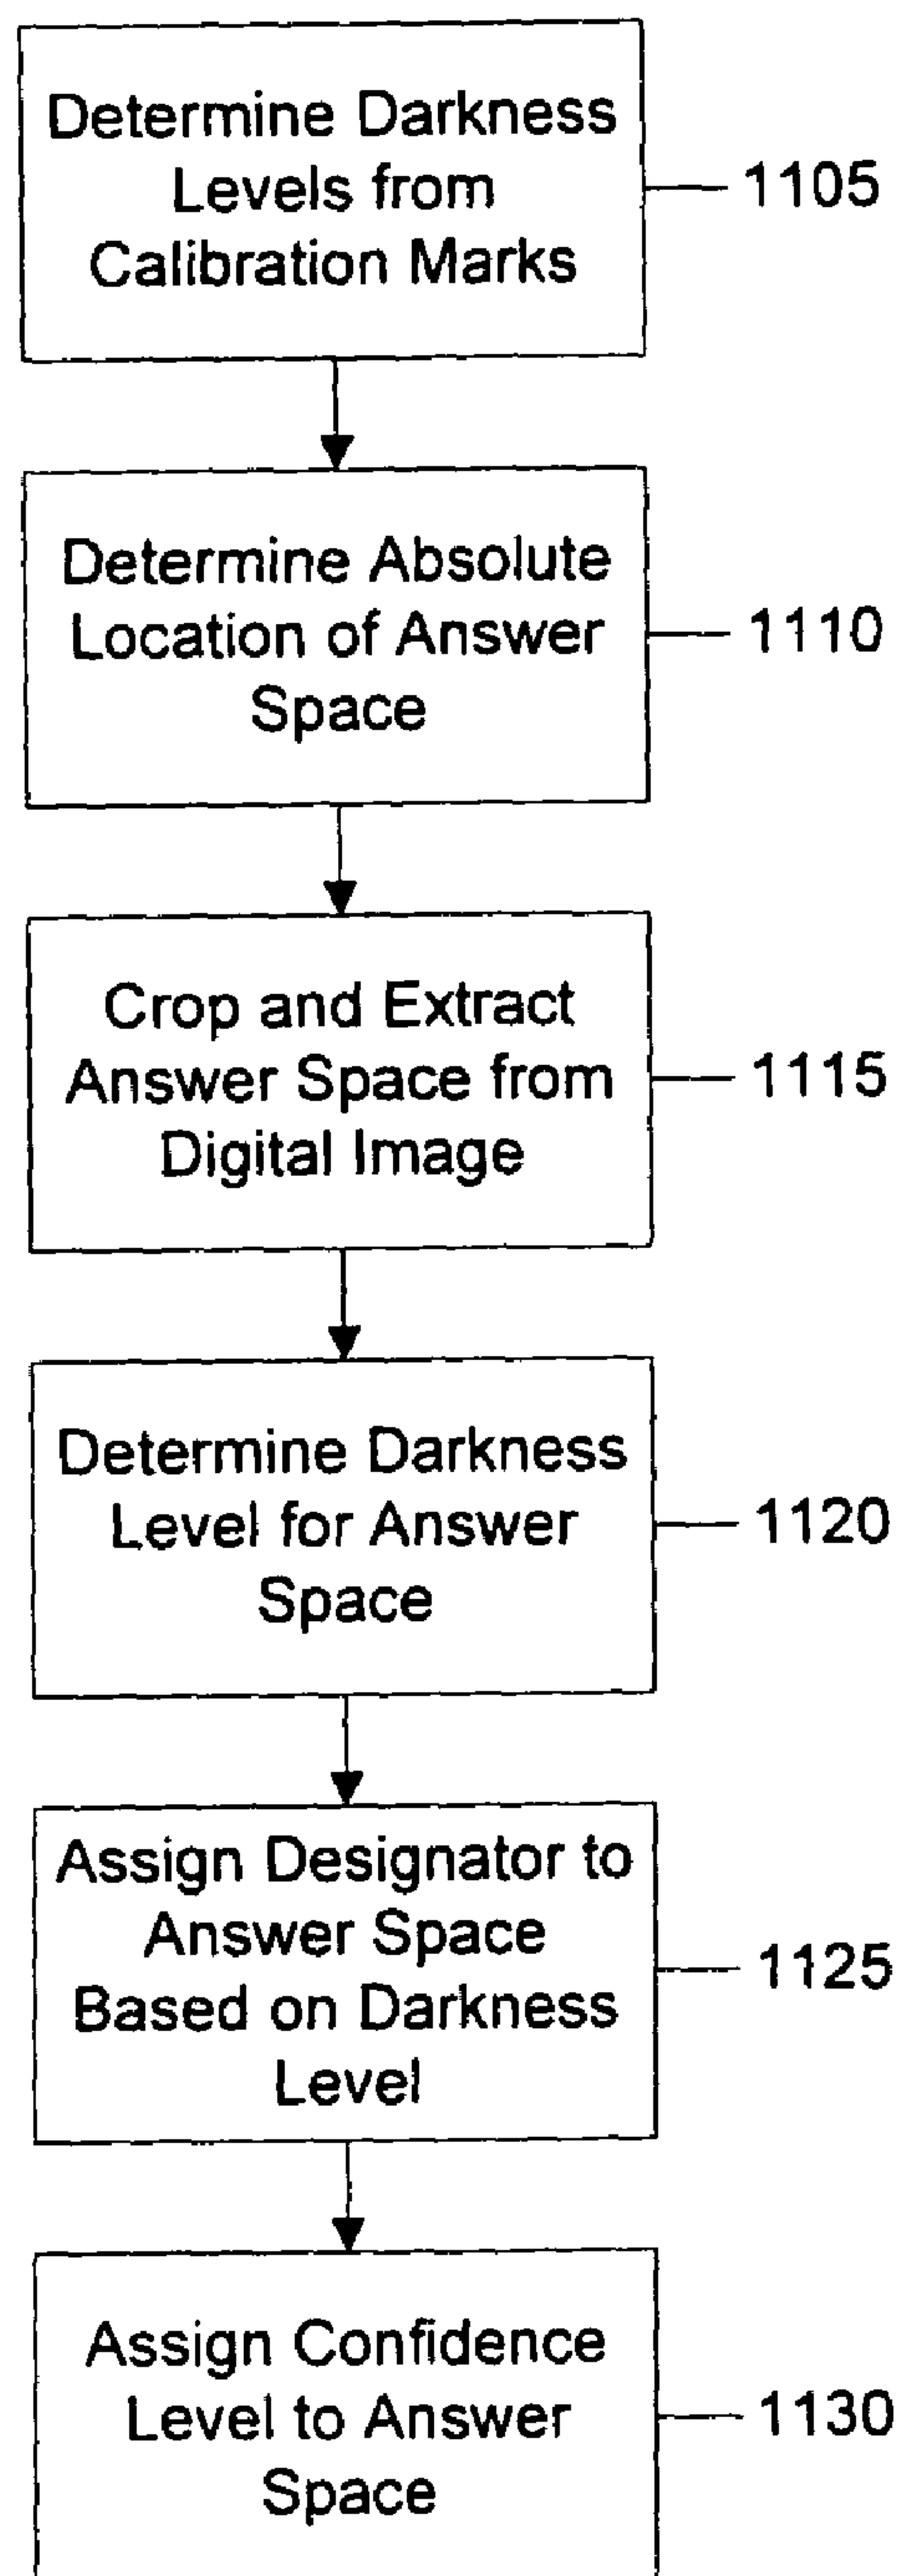 Determine Darkness
Levels from
Calibration Marks
1105
Determine Absolute
Location of Answer
Space
1110
Crop and Extract
Answer Space from
Digital Image
1115
Determine Darkness
Level for Answer
Space
1120
Assign Designator to
Answer Space
Based on Darkness
Level
1125
Assign Confidence
Level to Answer
Space
1130